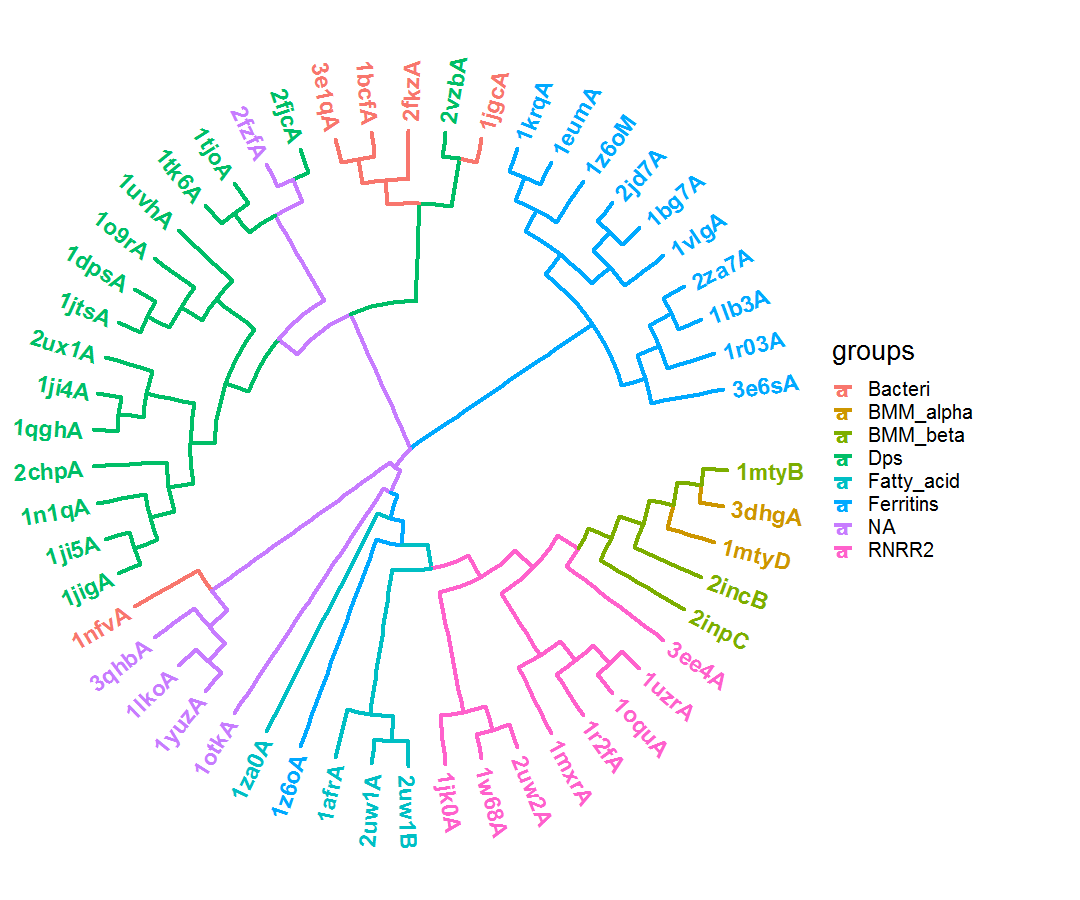 3e1qA
1bcfA
2fkzA
2vzbA
1jgcA
1krqA
1eumA
1z6oM
2jd7A
1bg7A
1vlgA
2za7A
1lb3A
1r03A
3e6sA
1mtyB
3dhgA
1mtyD
2incB
2inpC
3ee4A
1uzrA
1oquA
1r2fA
1mxrA
2uw2A
1w68A
1jk0A
2uw1B
2uw1A
1afrA
1z6oA
1za0A
1otkA
1yuzA
1lkoA
3qhbA
1nfvA
1jigA
1ji5A
1n1qA
2chpA
1qghA
1ji4A
2ux1A
1jtsA
1dpsA
1o9rA
1uvhA
1tk6A
1tjoA
2fzfA
2fjcA
groups
a Bacteri
a BMM_alpha
a BMM_beta
a Dps
a Fatty_acid
a Ferritins
a NA
a RNRR2